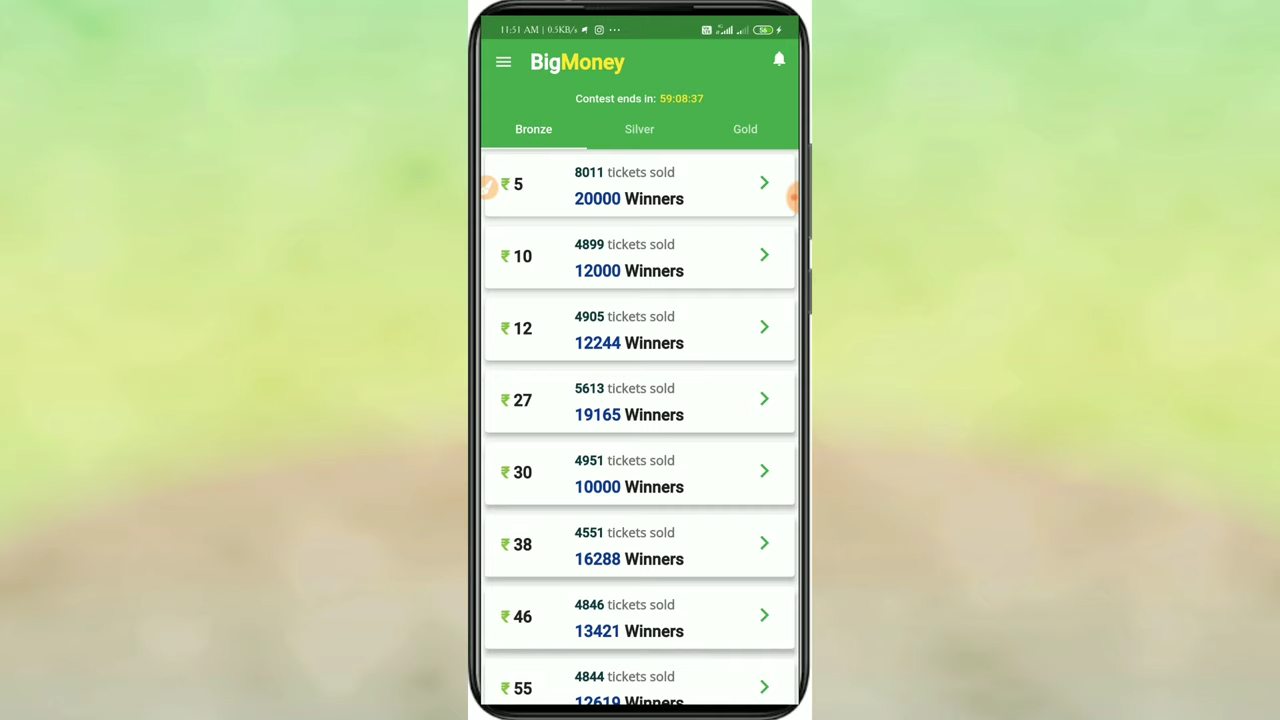 11:51 AM | 0.5KB/s
56
BigMoney
Contest ends in: 59:08:37
Bronze Silver Gold
₹ 5
8011 tickets sold
20000 Winners
₹ 10
4899 tickets sold
12000 Winners
₹ 12
4905 tickets sold
12244 Winners
₹ 27
5613 tickets sold
19165 Winners
₹ 30
4951 tickets sold
10000 Winners
₹ 38
4551 tickets sold
16288 Winners
₹ 46
4846 tickets sold
13421 Winners
₹ 55
4844 tickets sold
12619 Winners